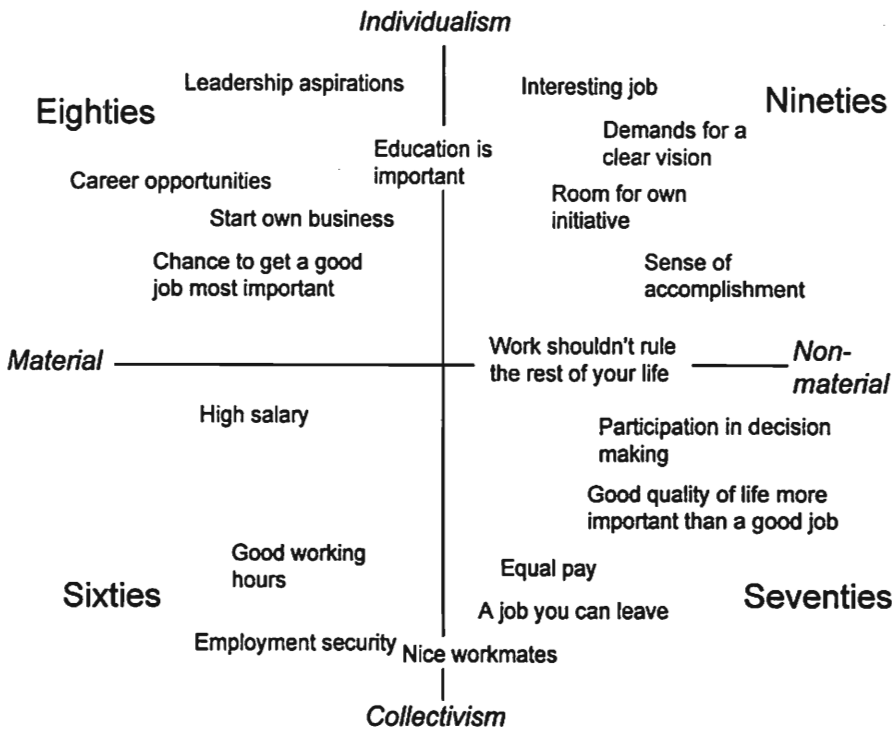 Individualism
Leadership aspirations
Interesting job
Eighties
Nineties
Demands for a
clear vision
Education is
important
Career opportunities
Room for own
initiative
Start own business
Chance to get a good
job most important
Sense of
accomplishment
Material
Work shouldn't rule
the rest of your life
Non-
material
High salary
Participation in decision
making
Good quality of life more
important than a good job
Good working
hours
Equal pay
Sixties
Seventies
A job you can leave
Employment security
Nice workmates
Collectivism